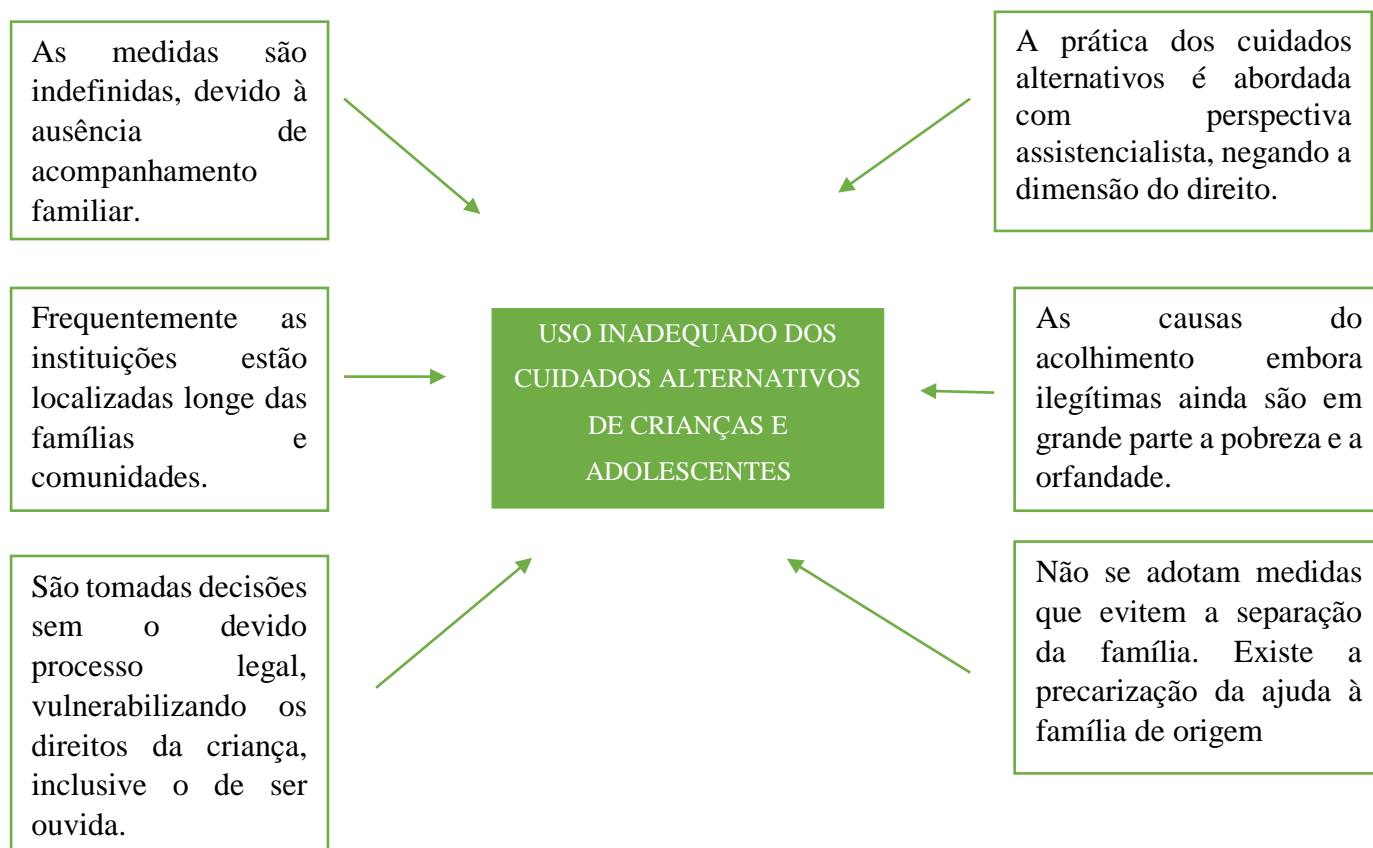 As medidas são
indefinidas, devido à
ausência de
acompanhamento
familiar.
A prática dos cuidados
alternativos é abordada
com perspectiva
assistencialista, negando a
dimensão do direito.
Frequentemente as
instituições estão
localizadas longe das
famílias e
comunidades.
USO INADEQUADO DOS
CUIDADOS ALTERNATIVOS
DE CRIANÇAS E
ADOLESCENTES
As causas do
acolhimento embora
ilegítimas ainda são em
grande parte a pobreza e a
orfandade.
São tomadas decisões
sem o devido
processo legal,
vulnerabilizando os
direitos da criança,
inclusive o de ser
ouvida.
Não se adotam medidas
que evitem a separação
da família. Existe a
precarização da ajuda à
família de origem